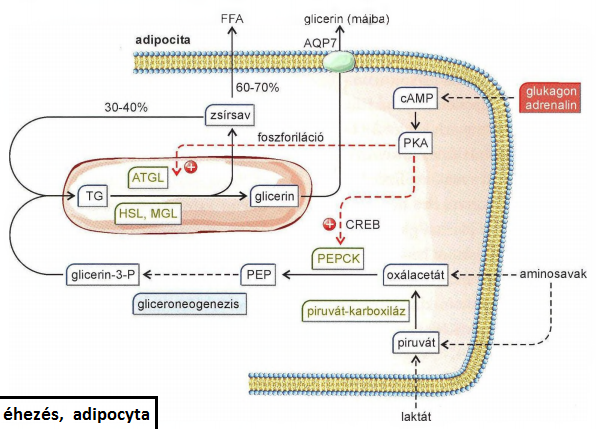 FFA
glicerin (májba)
adipocita
AQP7
60-70%
30-40%
zsírsav
cAMP
glukagon
adrenalin
foszforiláció
PKA
ATGL
+
TG
glicerin
HSL, MGL
+
CREB
PEPCK
glicerin-3-P
PEP
oxálacetát
aminosavak
gliceroneogenezis
piruvát-karboxiláz
piruvát
éhezés, adipocyta
laktát